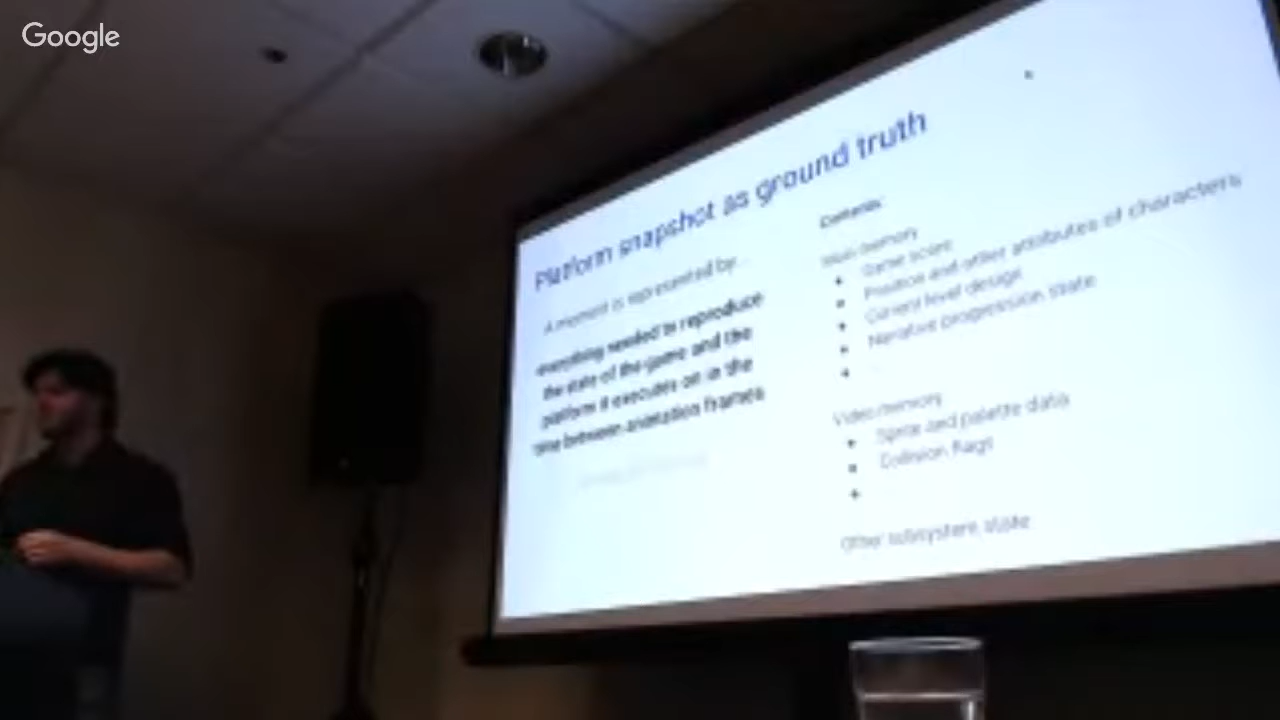 Google
Platform snapshot as ground truth
A moment is represented by...
everything needed to reproduce
the state of the game and the
platform it executes on in the
time between animation frames
Contents:
Main memory
Game score
Position and other attributes of characters
Current level design
Narrative progression state
Video memory
Sprite and palette data
Collision flags
Other subsystem state